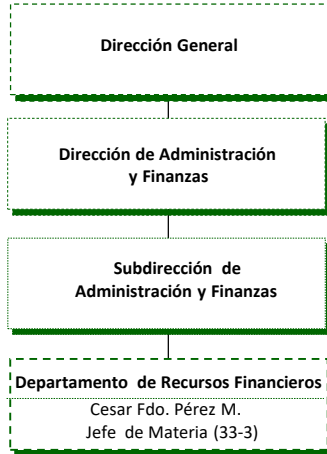 Dirección General
Dirección de Administración
y Finanzas
Subdirección de
Administración y Finanzas
Departamento de Recursos Financieros
Cesar Fdo. Pérez M.
Jefe de Materia (33-3)